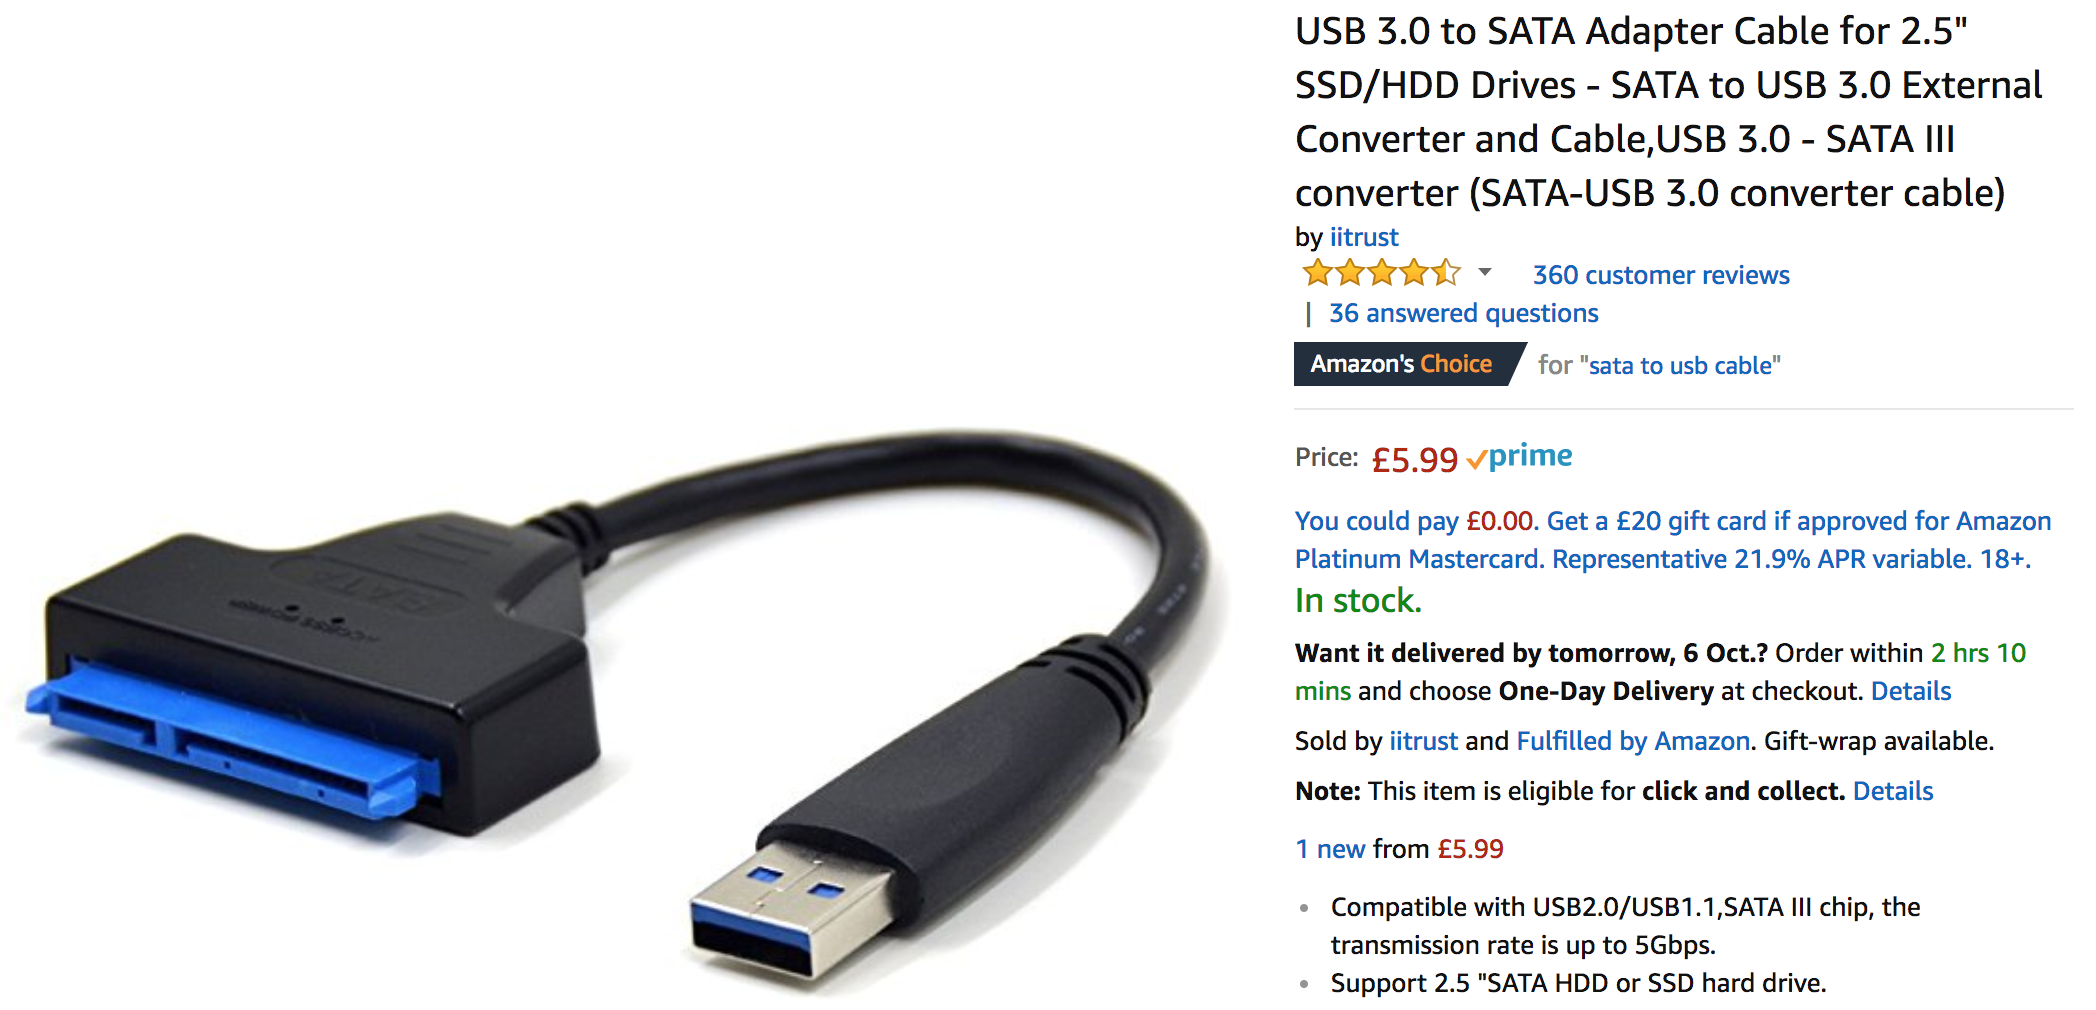 USB 3.0 to SATA Adapter Cable for 2.5"
SSD/HDD Drives - SATA to USB 3.0 External
Converter and Cable,USB 3.0 - SATA III
converter (SATA-USB 3.0 converter cable)
by iitrust
360 customer reviews
| 36 answered questions
Amazon's Choice for "sata to usb cable"
Price: £5.99 prime
You could pay £0.00. Get a £20 gift card if approved for Amazon
Platinum Mastercard. Representative 21.9% APR variable. 18+.
In stock.
Want it delivered by tomorrow, 6 Oct.? Order within 2 hrs 10
mins and choose One-Day Delivery at checkout. Details
Sold by iitrust and Fulfilled by Amazon. Gift-wrap available.
Note: This item is eligible for click and collect. Details
1 new from £5.99
• Compatible with USB2.0/USB1.1,SATA III chip, the
transmission rate is up to 5Gbps.
• Support 2.5 "SATA HDD or SSD hard drive.
SATA
ACCESS POWER